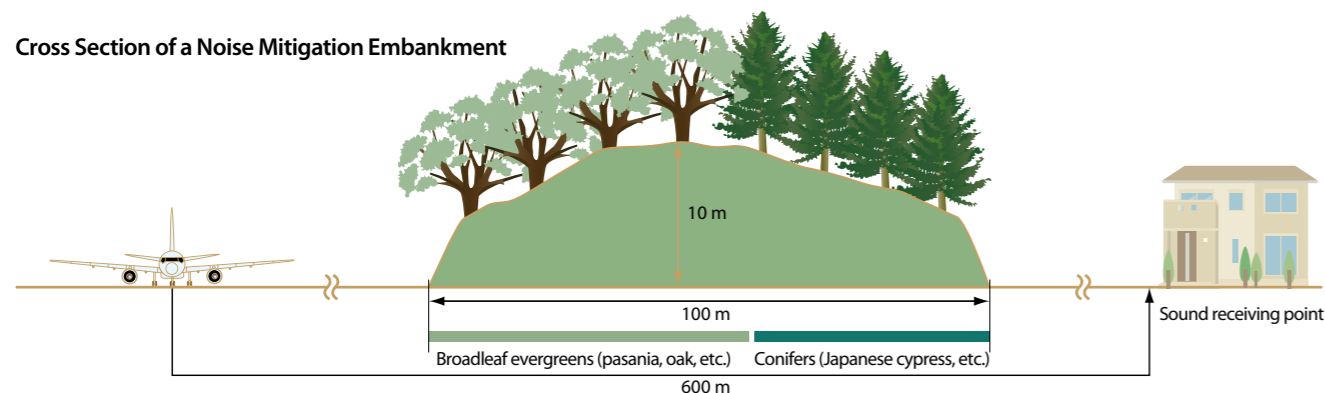 Cross Section of a Noise Mitigation Embankment
10 m
100 m
Sound receiving point
Broadleaf evergreens (pasania, oak, etc.)
Conifers (Japanese cypress, etc.)
600 m